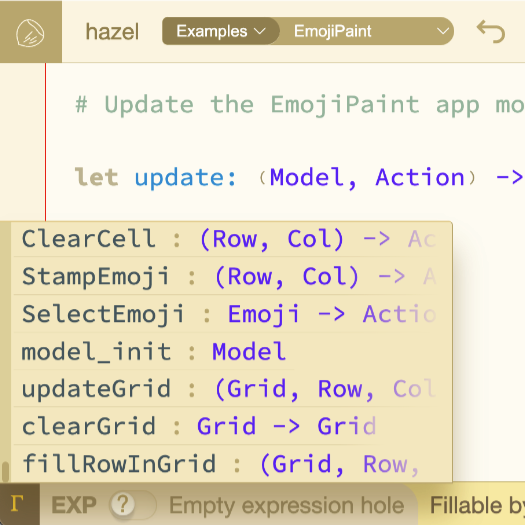 hazel Examples EmojiPaint
# Update the EmojiPaint app mo
let update: (Model, Action) ->
ClearCell : (Row, Col) -> Ac
StampEmoji : (Row, Col) -> A
SelectEmoji : Emoji -> Actio
model_init : Model
updateGrid : (Grid, Row, Col
clearGrid : Grid -> Grid
fillRowInGrid : (Grid, Row,
Γ EXP ? Empty expression hole Fillable by